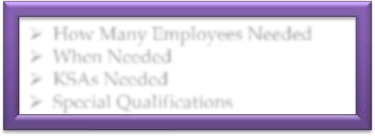 ➢ How Many Employees Needed
➢ When Needed
➢ KSAs Needed
➢ Special Qualifications